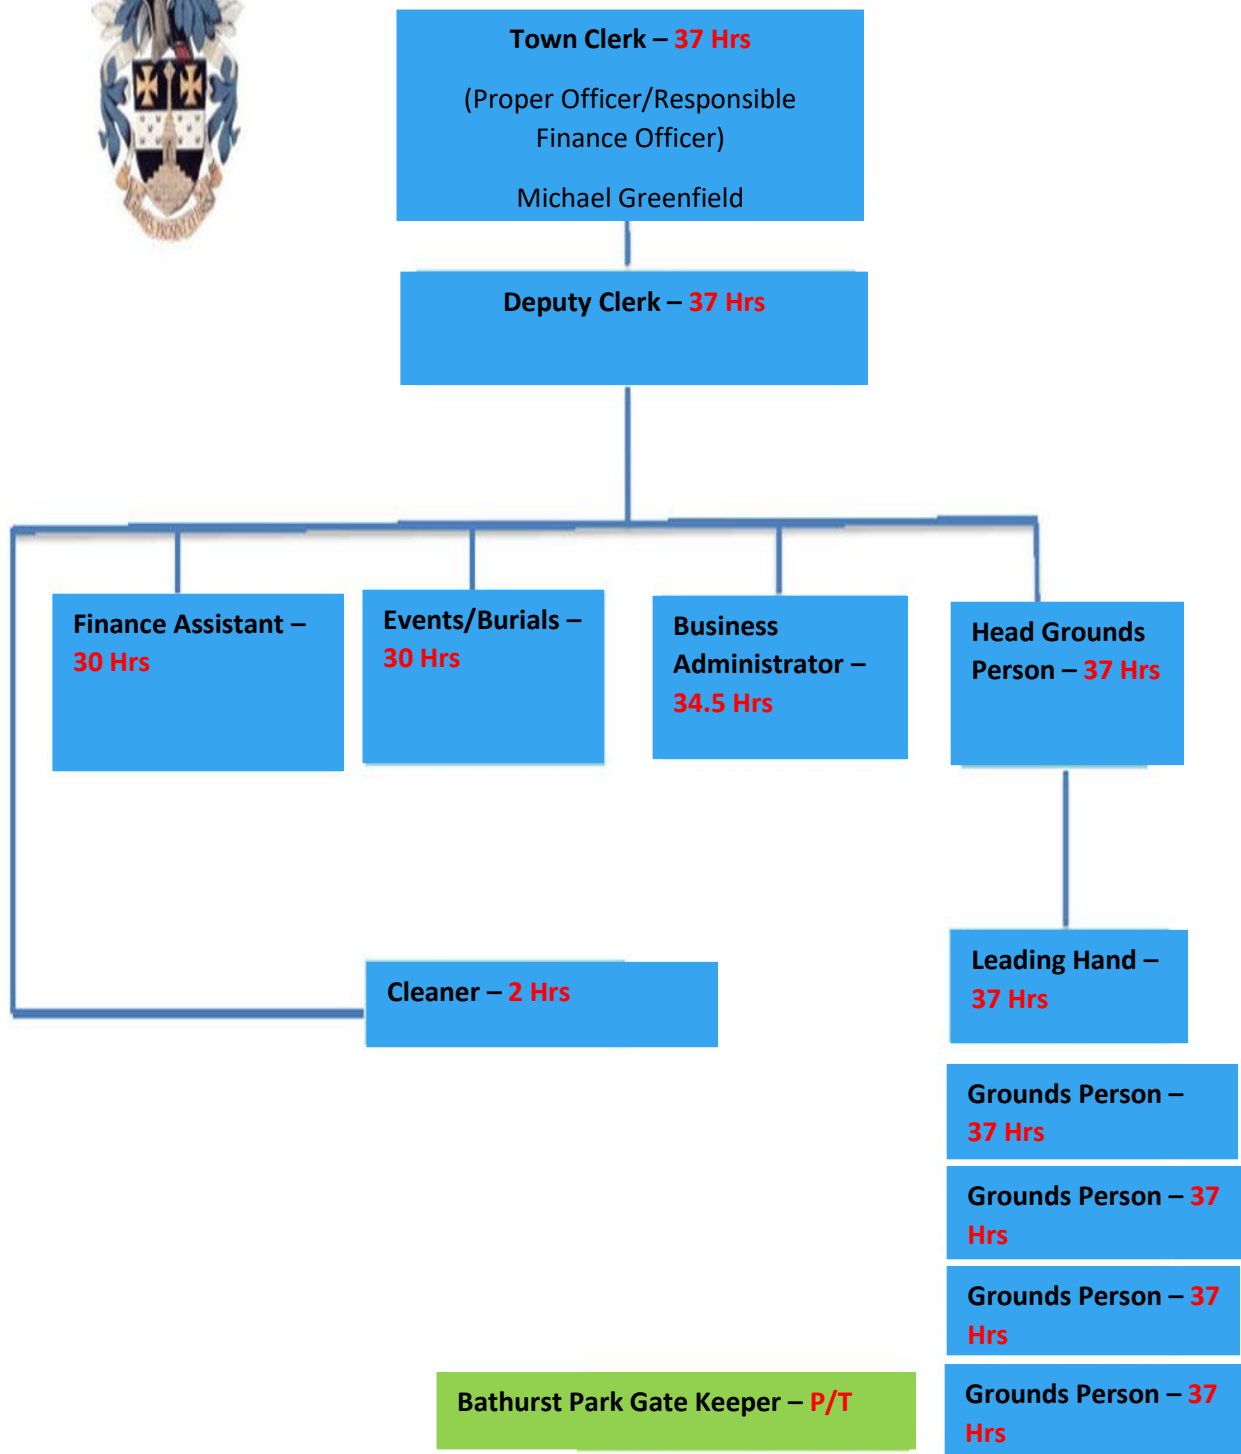 Town Clerk – 37 Hrs
(Proper Officer/Responsible
Finance Officer)
Michael Greenfield
Deputy Clerk – 37 Hrs
Finance Assistant –
30 Hrs
Events/Burials –
30 Hrs
Business
Administrator –
34.5 Hrs
Head Grounds
Person – 37 Hrs
Cleaner – 2 Hrs
Leading Hand –
37 Hrs
Grounds Person –
37 Hrs
Grounds Person – 37
Hrs
Grounds Person – 37
Hrs
Bathurst Park Gate Keeper – P/T
Grounds Person – 37
Hrs